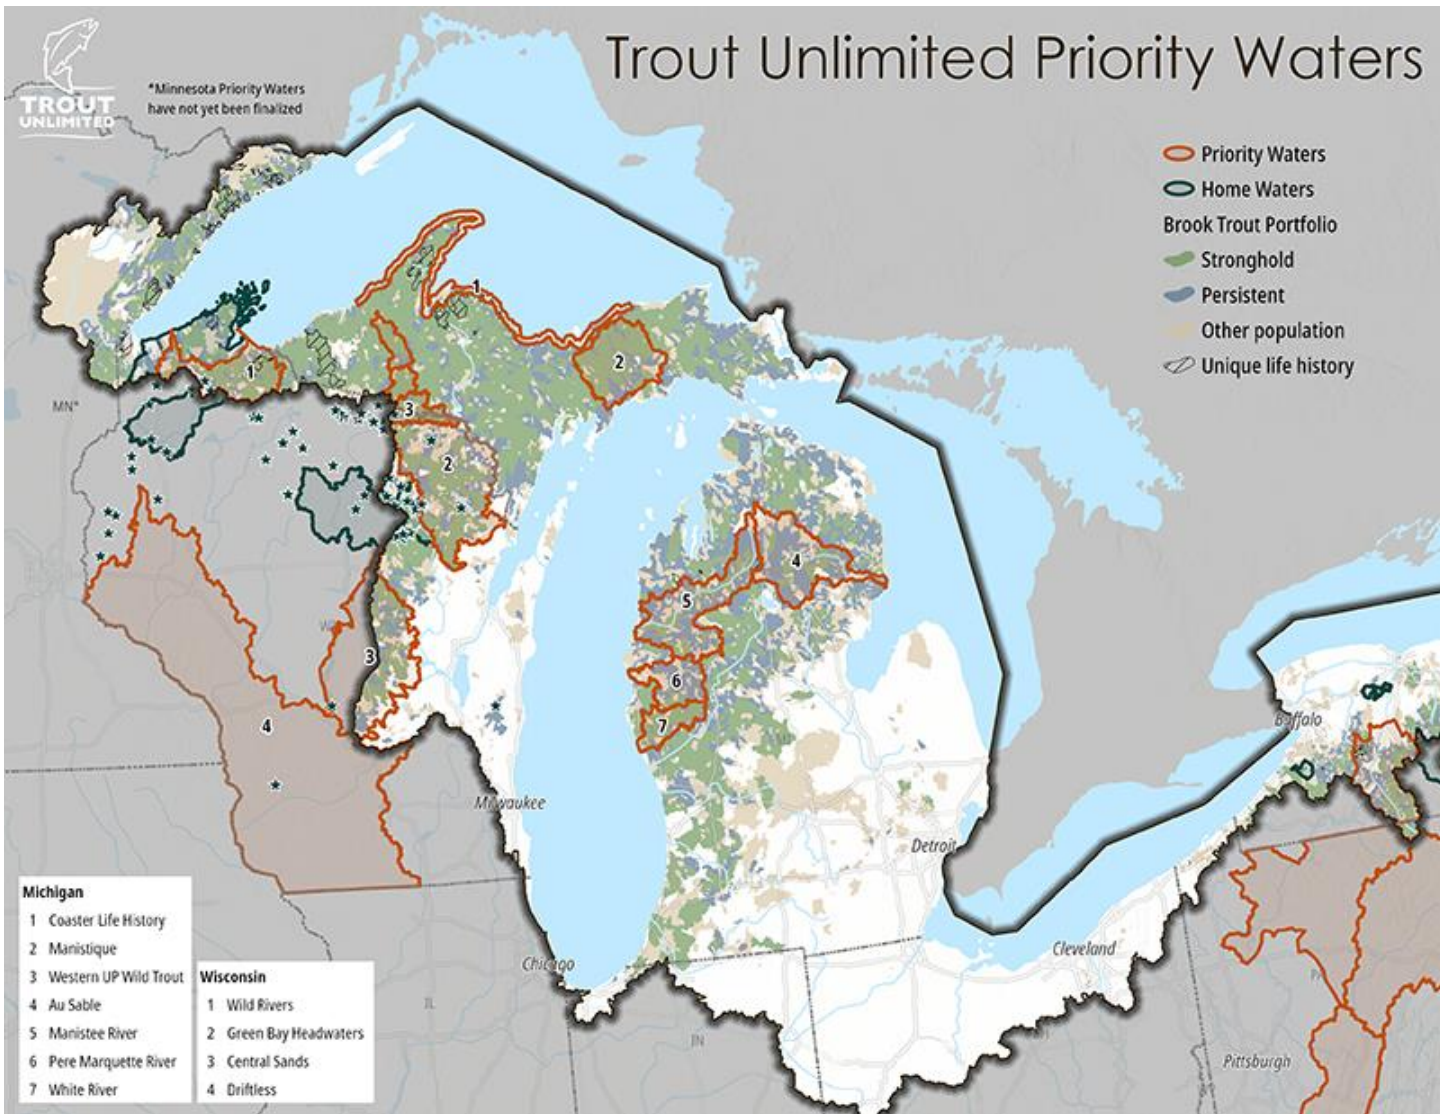 Trout Unlimited Priority Waters
TROUT
UNLIMITED
*Minnesota Priority Waters
have not yet been finalized
Priority Waters
Home Waters
Brook Trout Portfolio
Stronghold
Persistent
Other population
Unique life history
1
2
1
MN*
3
2
4
5
3
6
7
4
Buffalo
Milwaukee
Detroit
Cleveland
Chicago
IL
IN
PA
Pittsburgh
Michigan
1 Coaster Life History
2 Manistique
3 Western UP Wild Trout
4 Au Sable
5 Manistee River
6 Pere Marquette River
7 White River
Wisconsin
1 Wild Rivers
2 Green Bay Headwaters
3 Central Sands
4 Driftless